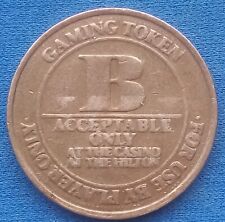 GAMING TOKEN
B
ACCEPTABLE
ONLY
AT THE CASINO
AT THE HILTON
· FOR USE BY PLAYER ONLY ·